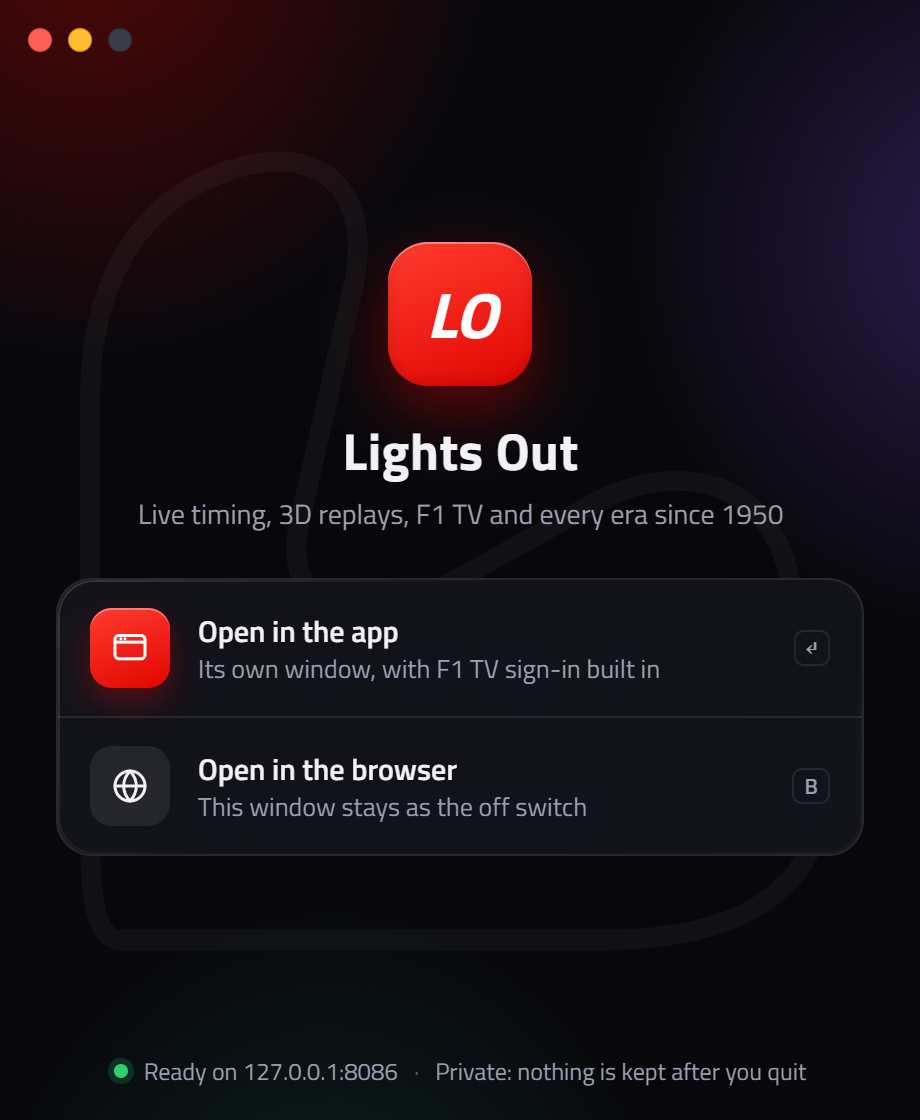 LO
Lights Out
Live timing, 3D replays, F1 TV and every era since 1950
Open in the app
Its own window, with F1 TV sign-in built in
↵
Open in the browser
This window stays as the off switch
B
Ready on 127.0.0.1:8086 · Private: nothing is kept after you quit